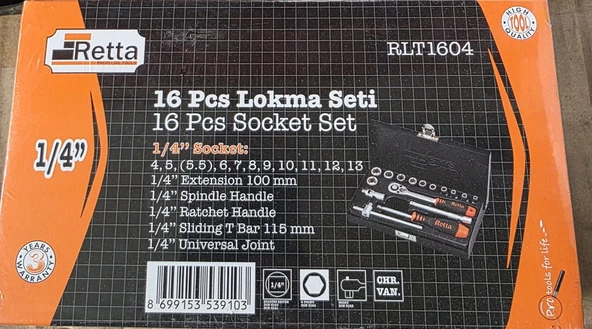 Retta
RLT1604
HIGH QUALITY
TOOL
16 Pcs Lokma Seti
16 Pcs Socket Set
1/4"
1/4" Socket:
4, 5, (5.5), 6, 7, 8, 9, 10, 11, 12, 13
1/4" Extension 100 mm
1/4" Spindle Handle
1/4" Ratchet Handle
1/4" Sliding T Bar 115 mm
1/4" Universal Joint
Retta
Retta
3 YEARS WARRANTY
8 699153 539103
1/4"
CHR.
VAN.
Pro tools for life...